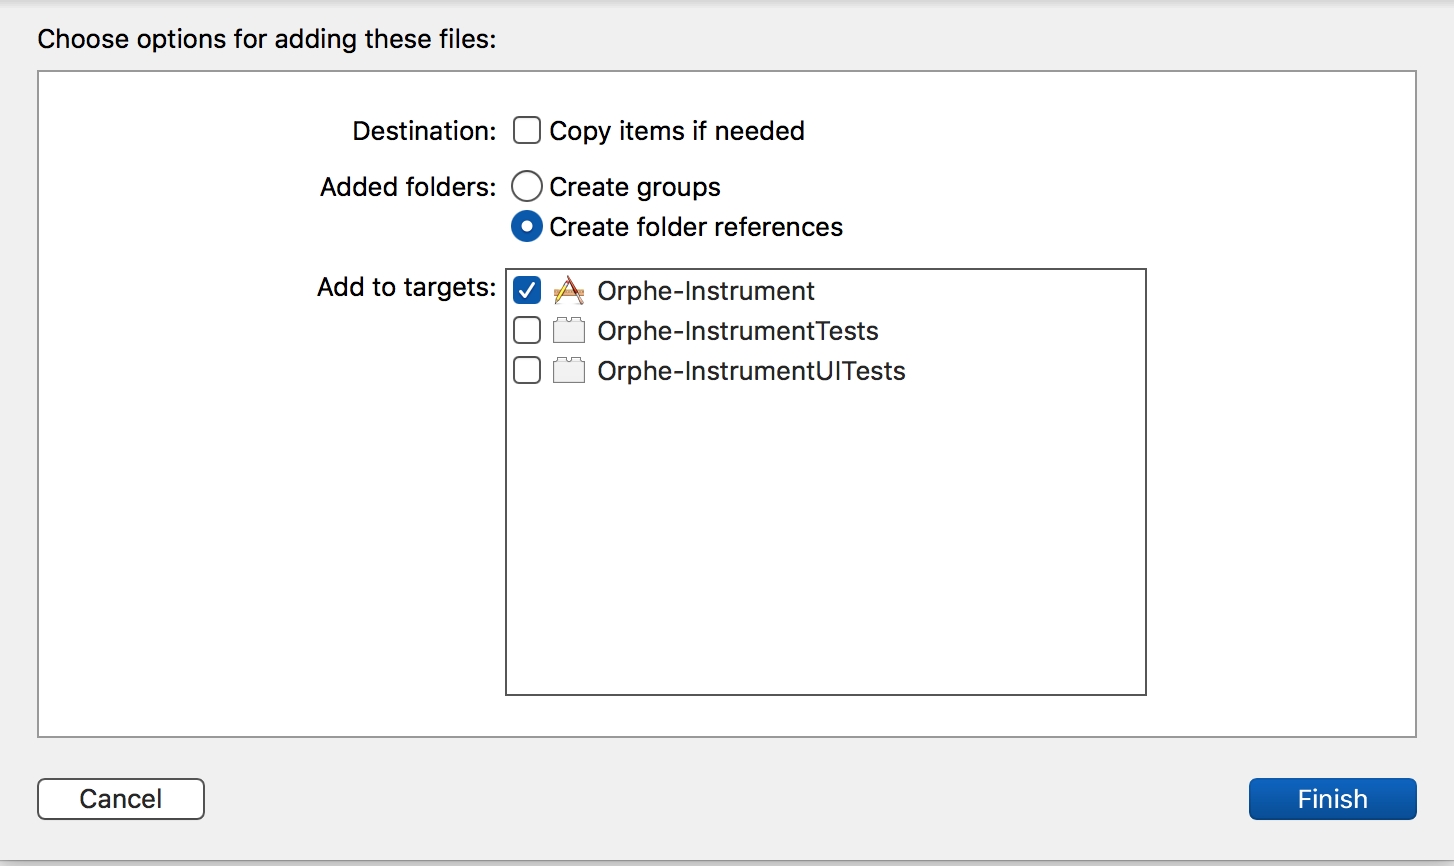 Choose options for adding these files:
Destination: Copy items if needed
Added folders: Create groups
Create folder references
Add to targets: Orphe-Instrument
Orphe-InstrumentTests
Orphe-InstrumentUITests
Cancel Finish